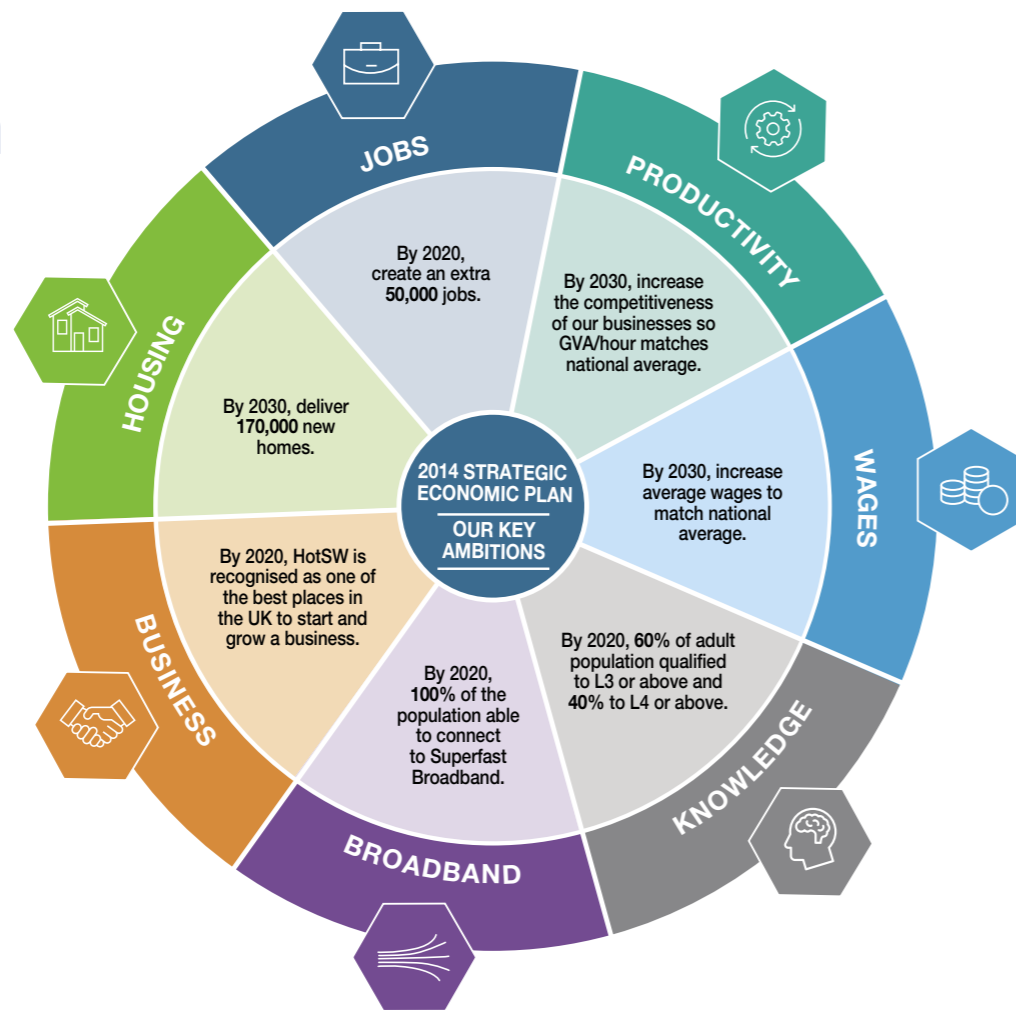 JOBS
By 2020,
create an extra
50,000 jobs.
PRODUCTIVITY
By 2030, increase
the competitiveness
of our businesses so
GVA/hour matches
national average.
WAGES
By 2030, increase
average wages to
match national
average.
KNOWLEDGE
By 2020, 60% of adult
population qualified
to L3 or above and
40% to L4 or above.
BROADBAND
By 2020,
100% of the
population able
to connect
to Superfast
Broadband.
BUSINESS
By 2020, HotSW is
recognised as one of
the best places in
the UK to start and
grow a business.
HOUSING
By 2030, deliver
170,000 new
homes.
2014 STRATEGIC
ECONOMIC PLAN
OUR KEY
AMBITIONS